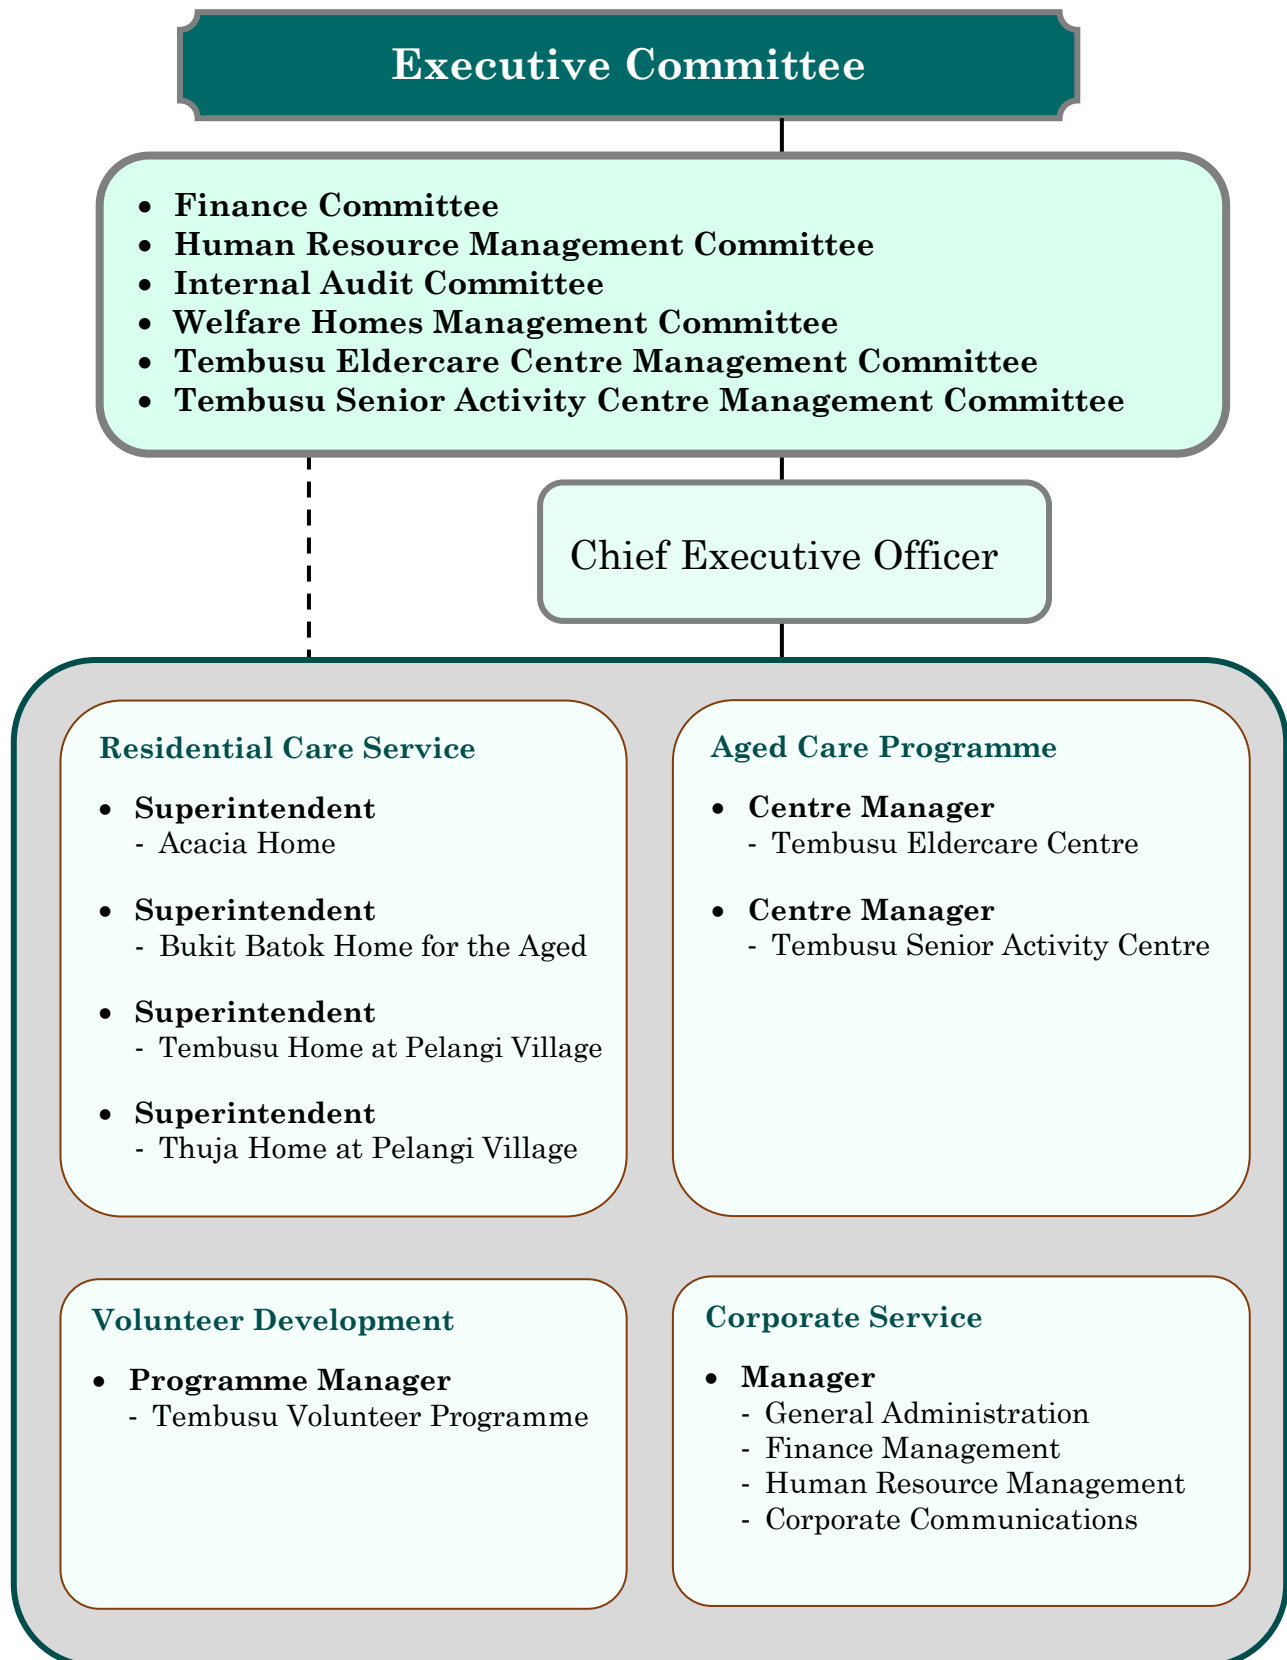 Executive Committee
• Finance Committee
• Human Resource Management Committee
• Internal Audit Committee
• Welfare Homes Management Committee
• Tembusu Eldercare Centre Management Committee
• Tembusu Senior Activity Centre Management Committee
Chief Executive Officer
Residential Care Service
• Superintendent
- Acacia Home
• Superintendent
- Bukit Batok Home for the Aged
• Superintendent
- Tembusu Home at Pelangi Village
• Superintendent
- Thuja Home at Pelangi Village
Aged Care Programme
• Centre Manager
- Tembusu Eldercare Centre
• Centre Manager
- Tembusu Senior Activity Centre
Volunteer Development
• Programme Manager
- Tembusu Volunteer Programme
Corporate Service
• Manager
- General Administration
- Finance Management
- Human Resource Management
- Corporate Communications